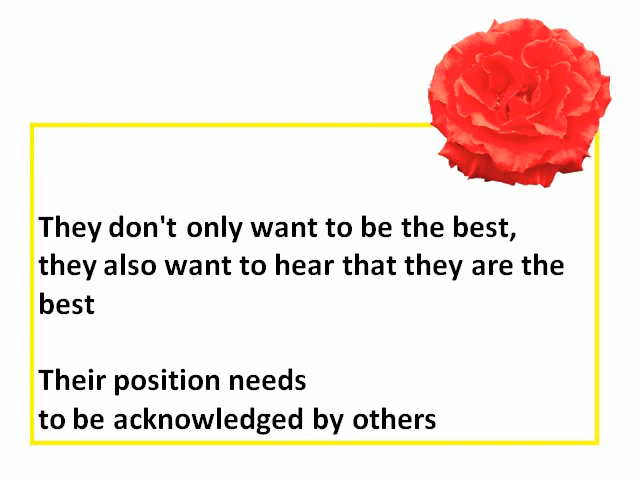 They don't only want to be the best,
they also want to hear that they are the
best
Their position needs
to be acknowledged by others